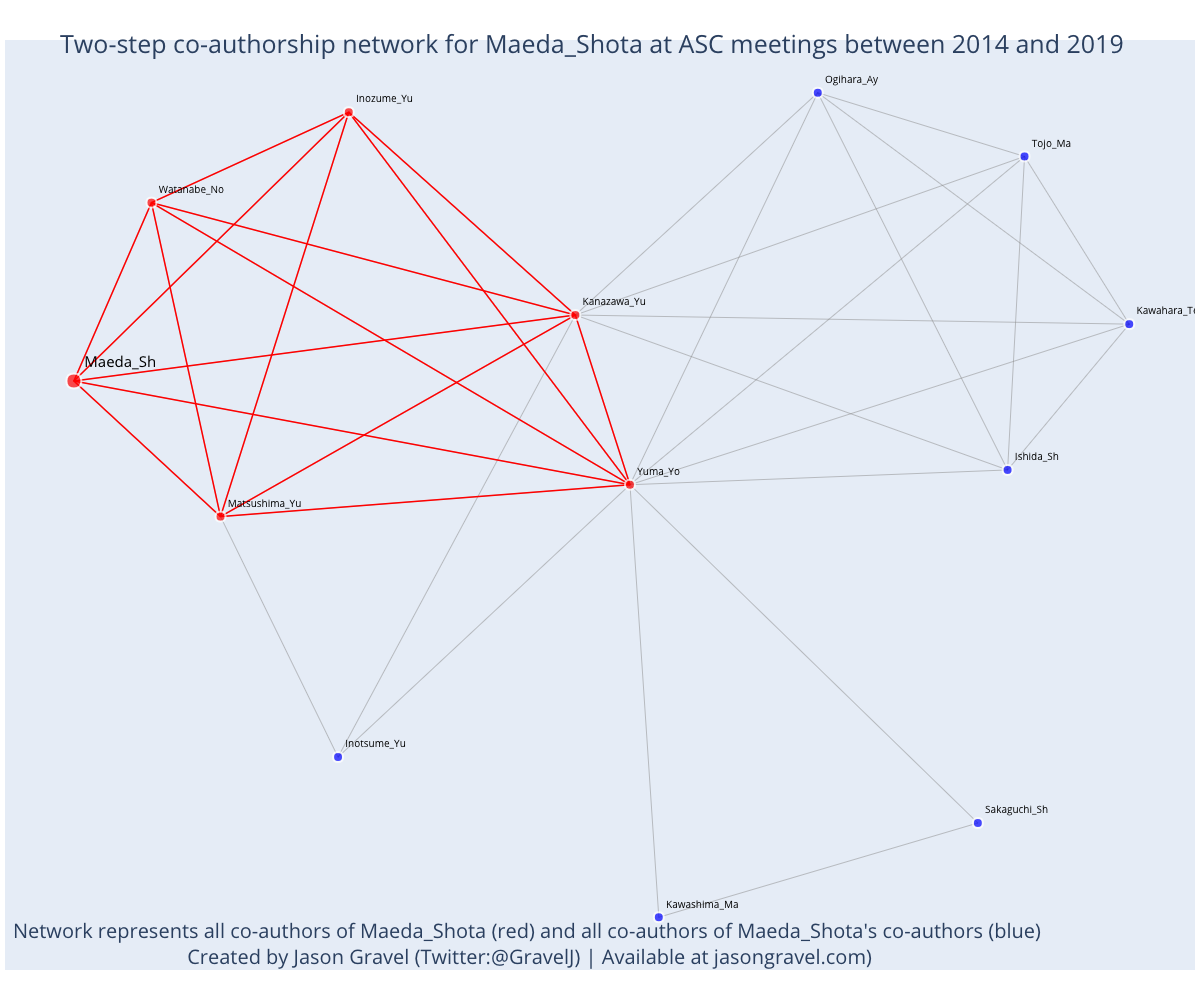 Two-step co-authorship network for Maeda_Shota at ASC meetings between 2014 and 2019
Ogihara_Ay
Inozume_Yu
Tojo_Ma
Watanabe_No
Kanazawa_Yu
Kawahara_Te
Maeda_Sh
Ishida_Sh
Yuma_Yo
Matsushima_Yu
Inotsume_Yu
Sakaguchi_Sh
Kawashima_Ma
Network represents all co-authors of Maeda_Shota (red) and all co-authors of Maeda_Shota's co-authors (blue)
Created by Jason Gravel (Twitter:@GravelJ) | Available at jasongravel.com)